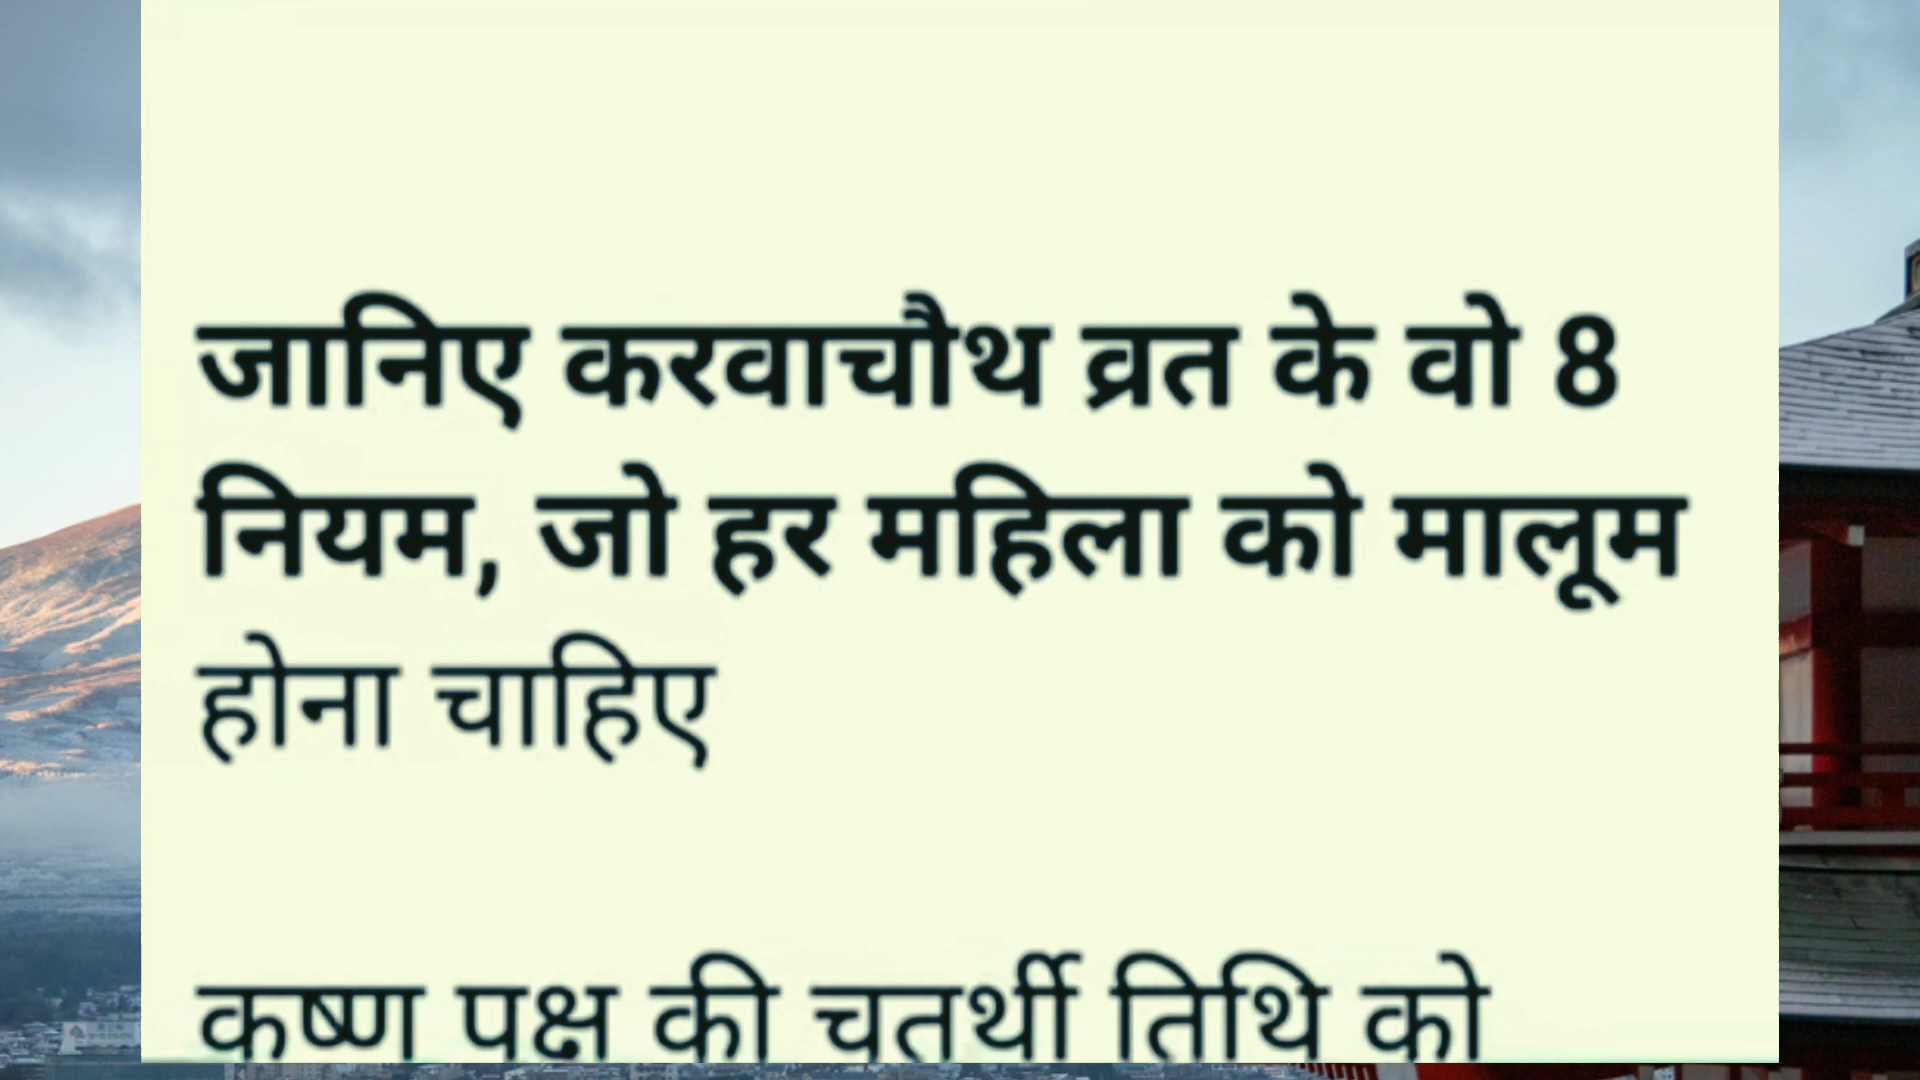 जानिए करवाचौथ व्रत के वो 8
नियम, जो हर महिला को मालूम
होना चाहिए
कृष्ण पक्ष की चतुर्थी तिथि को